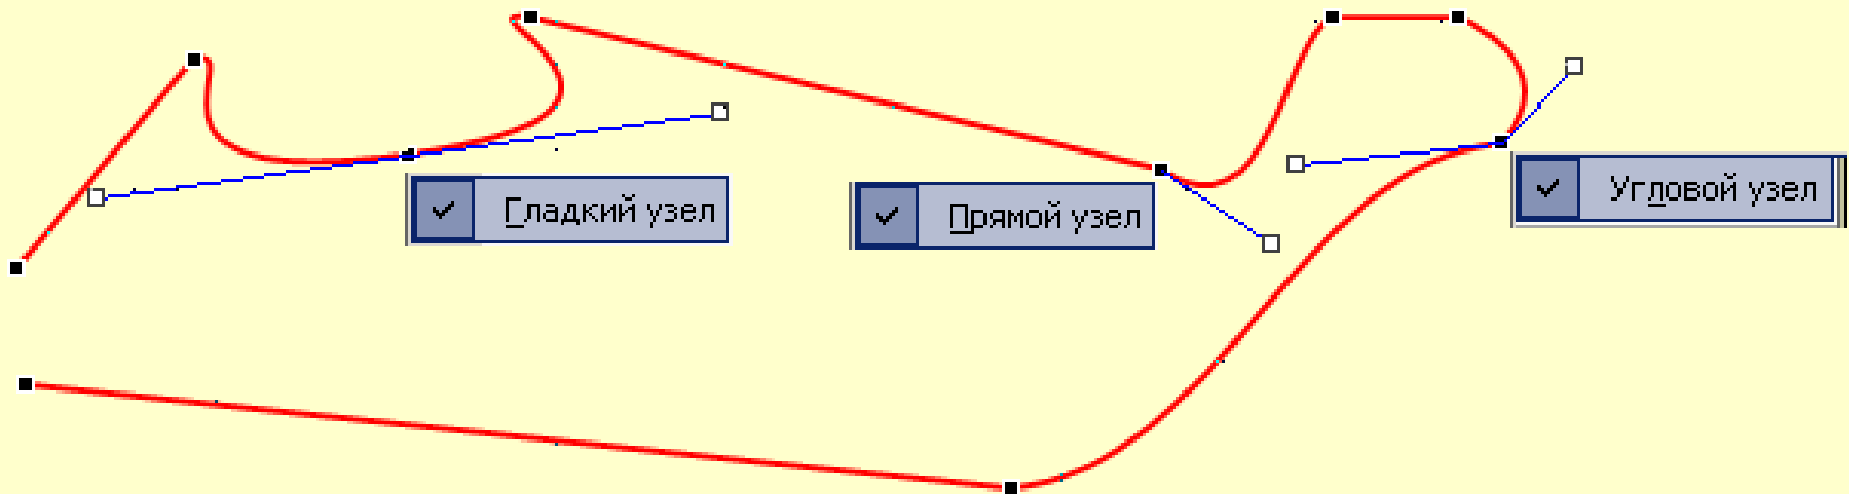 Гладкий узел
Прямой узел
Угловой узел